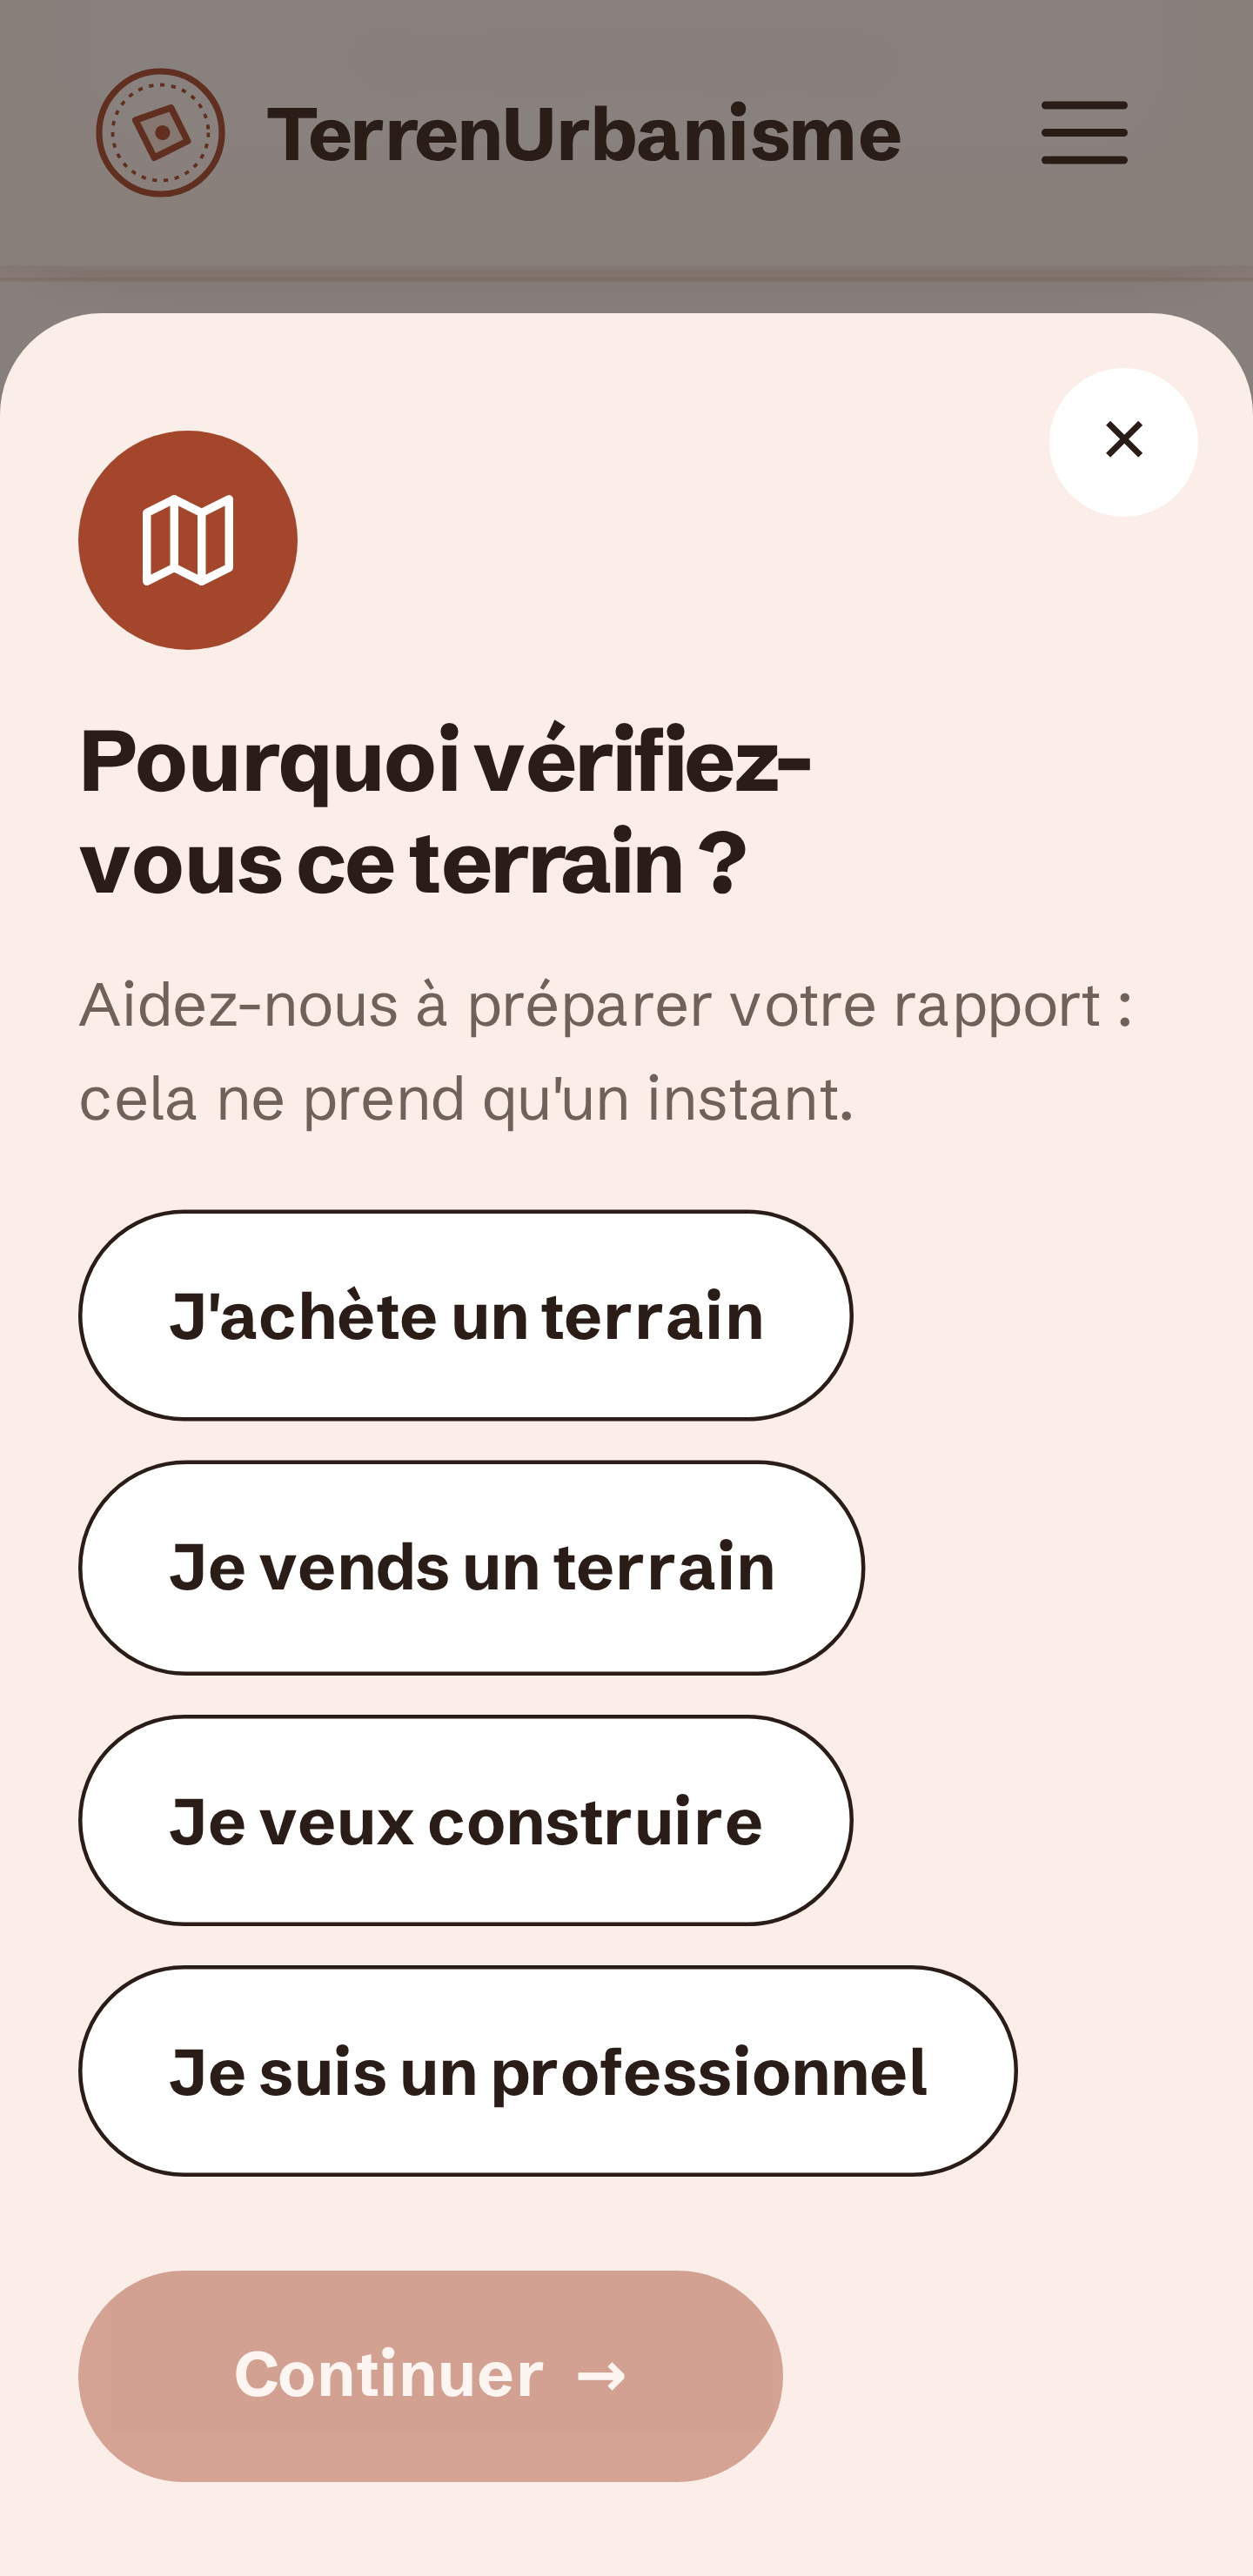 TerrenUrbanisme
Pourquoi vérifiez-
vous ce terrain ?
Aidez-nous à préparer votre rapport :
cela ne prend qu'un instant.
J'achète un terrain
Je vends un terrain
Je veux construire
Je suis un professionnel
Continuer →